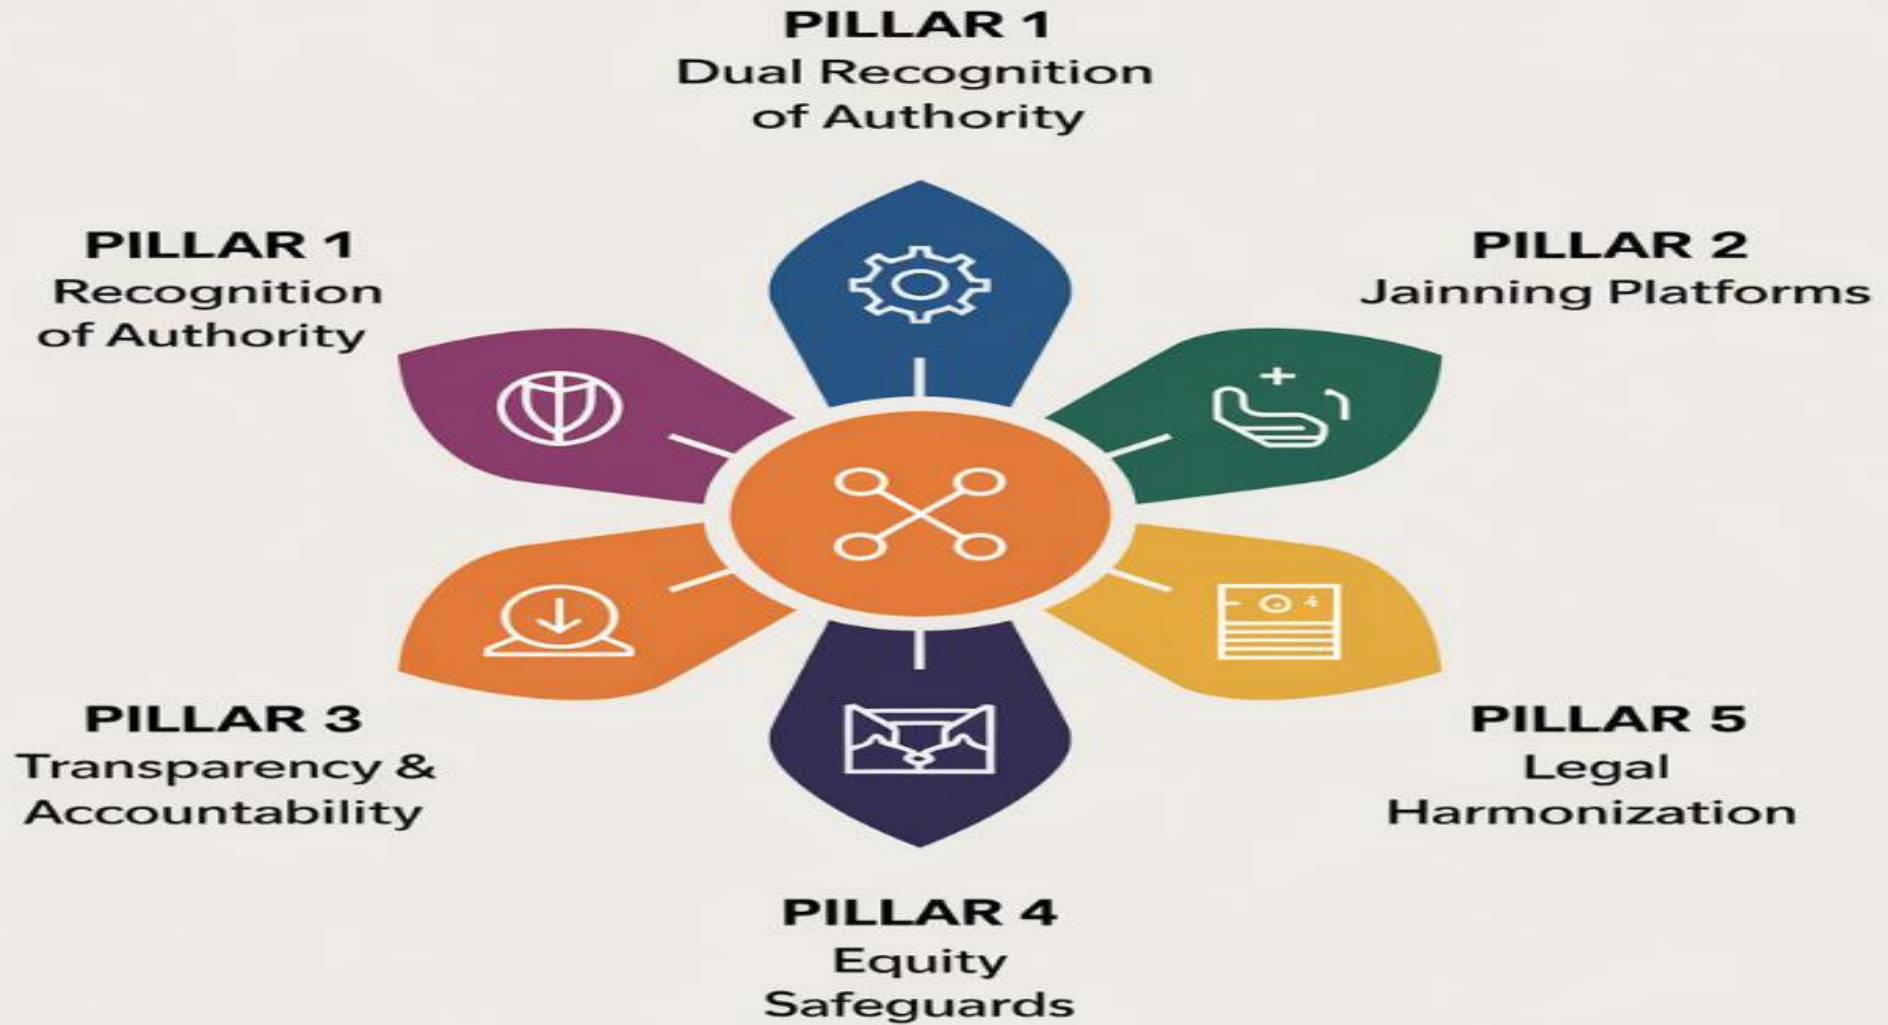 PILLAR 1
Dual Recognition
of Authority
PILLAR 1
Recognition
of Authority
PILLAR 2
Jainning Platforms
PILLAR 3
Transparency &
Accountability
PILLAR 5
Legal
Harmonization
PILLAR 4
Equity
Safeguards